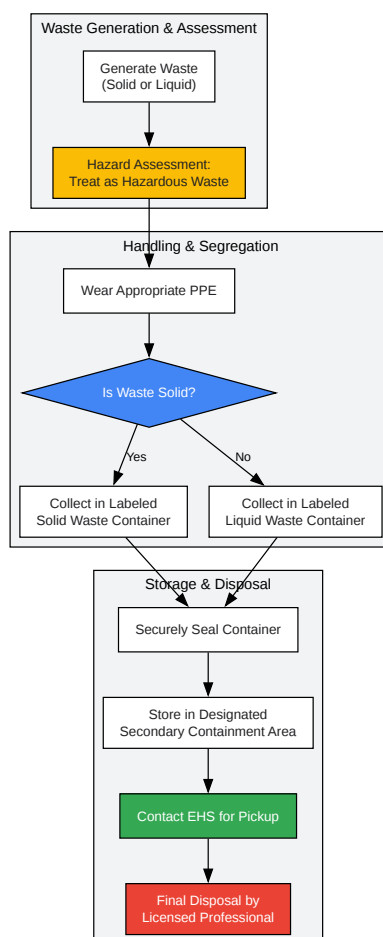 Waste Generation & Assessment
Generate Waste
(Solid or Liquid)
Hazard Assessment:
Treat as Hazardous Waste
Handling & Segregation
Wear Appropriate PPE
Is Waste Solid?
Yes
No
Collect in Labeled
Solid Waste Container
Collect in Labeled
Liquid Waste Container
Storage & Disposal
Securely Seal Container
Store in Designated
Secondary Containment Area
Contact EHS for Pickup
Final Disposal by
Licensed Professional